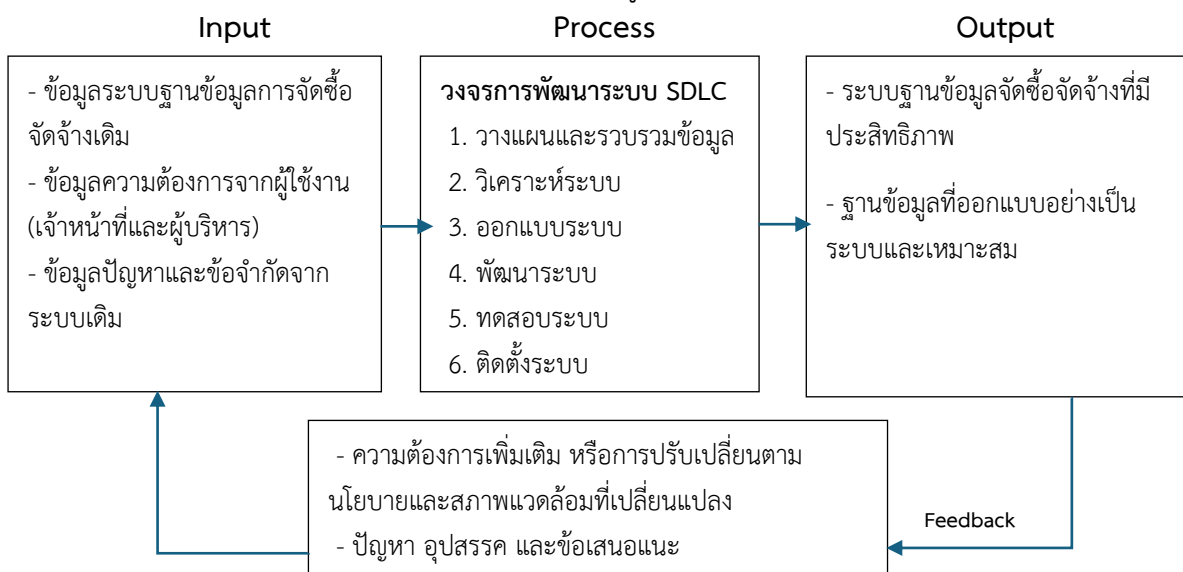 Input
Process
Output
- ข้อมูลระบบฐานข้อมูลการจัดซื้อ
จัดจ้างเดิม
- ข้อมูลความต้องการจากผู้ใช้งาน
(เจ้าหน้าที่และผู้บริหาร)
- ข้อมูลปัญหาและข้อจำกัดจาก
ระบบเดิม
วงจรการพัฒนาระบบ SDLC
1. วางแผนและรวบรวมข้อมูล
2. วิเคราะห์ระบบ
3. ออกแบบระบบ
4. พัฒนาระบบ
5. ทดสอบระบบ
6. ติดตั้งระบบ
- ระบบฐานข้อมูลจัดซื้อจัดจ้างที่มี
ประสิทธิภาพ
- ฐานข้อมูลที่ออกแบบอย่างเป็น
ระบบและเหมาะสม
- ความต้องการเพิ่มเติม หรือการปรับเปลี่ยนตาม
นโยบายและสภาพแวดล้อมที่เปลี่ยนแปลง
- ปัญหา อุปสรรค และข้อเสนอแนะ
Feedback